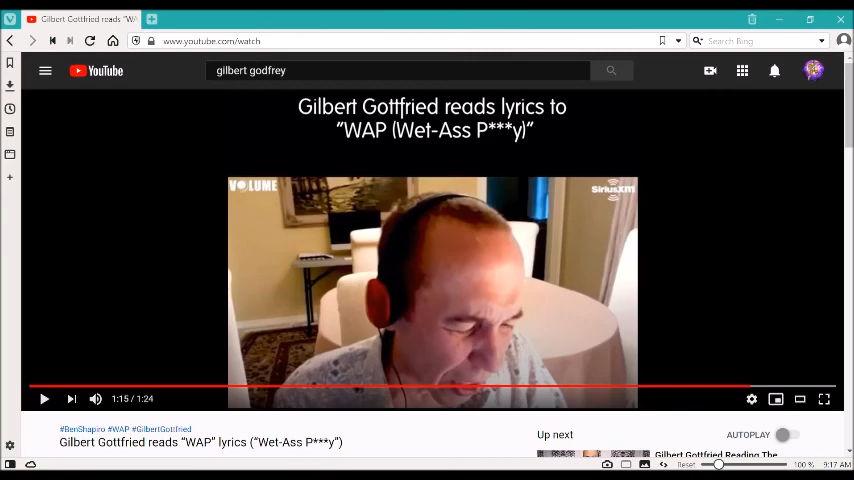 Gilbert Gottfried reads "WA
www.youtube.com/watch
Search Bing
YouTube
gilbert godfrey
Gilbert Gottfried reads lyrics to
"WAP (Wet-Ass P***y)"
VOLUME
SiriusXM
1:15 / 1:24
#BenShapiro #WAP #GilbertGottfried
Gilbert Gottfried reads "WAP" lyrics ("Wet-Ass P***y")
Up next
AUTOPLAY
Gilbert Gottfried Reading The
Reset
100 %
9:17 AM